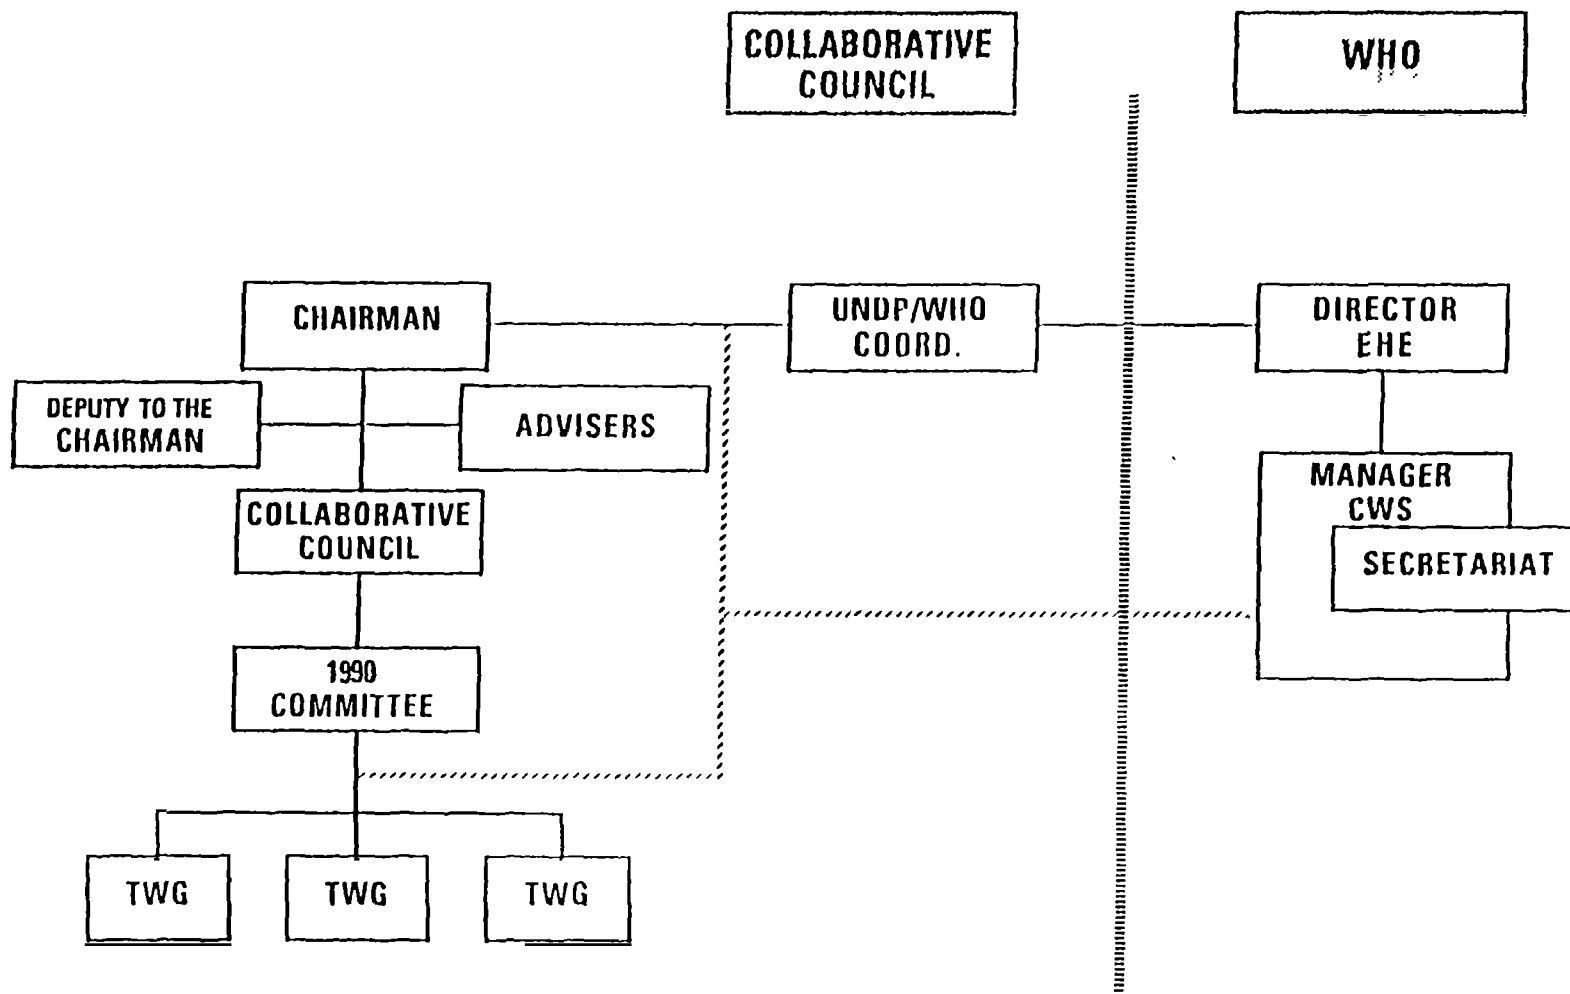 COLLABORATIVE
COUNCIL
WHO
CHAIRMAN
UNDP/WHO
COORD.
DIRECTOR
EHE
DEPUTY TO THE
CHAIRMAN
ADVISERS
MANAGER
CWS
SECRETARIAT
COLLABORATIVE
COUNCIL
1990
COMMITTEE
TWG
TWG
TWG